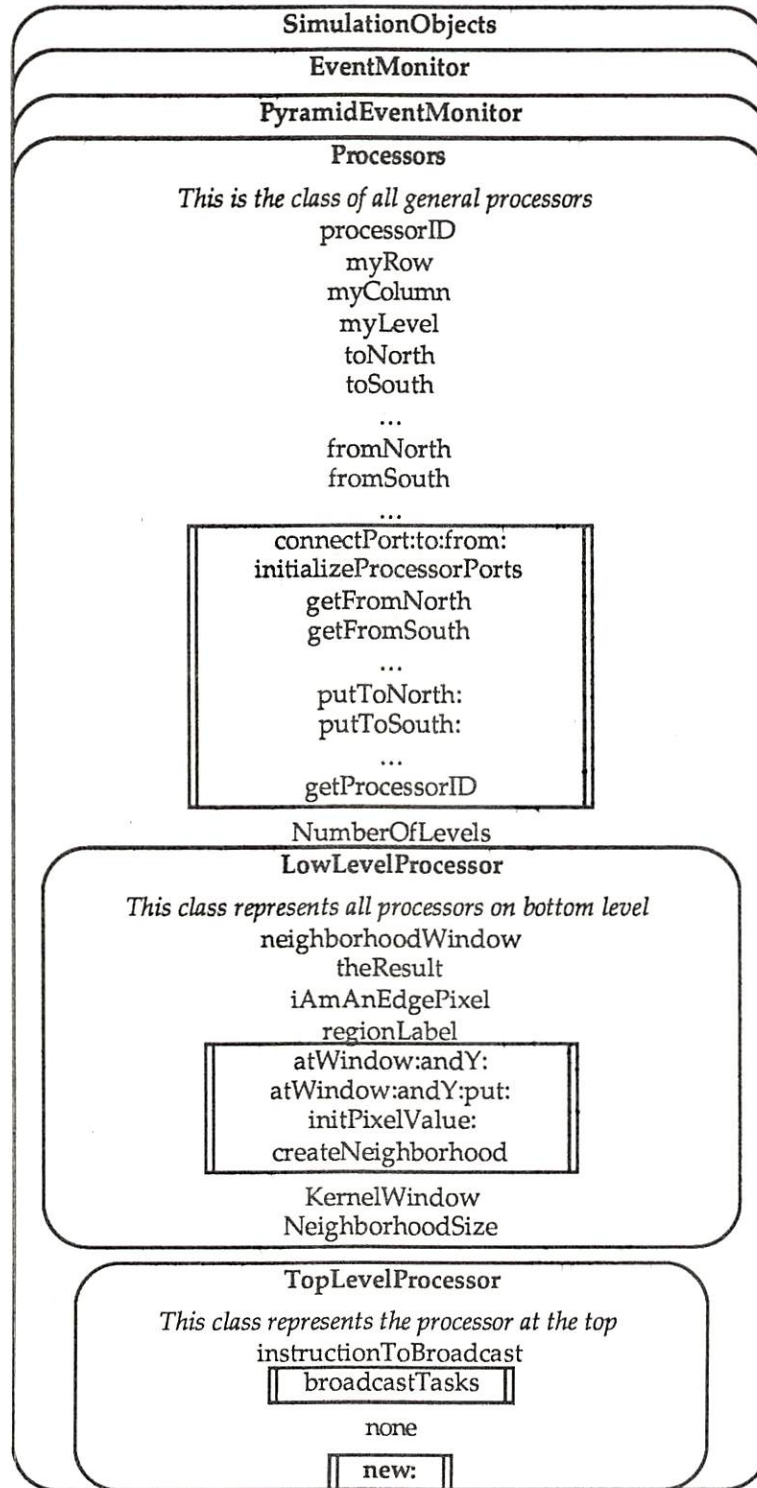 SimulationObjects
EventMonitor
PyramidEventMonitor
Processors
This is the class of all general processors
processorID
myRow
myColumn
myLevel
toNorth
toSouth
...
fromNorth
fromSouth
...
connectPort:to:from:
initializeProcessorPorts
getFromNorth
getFromSouth
...
putToNorth:
putToSouth:
...
getProcessorID
NumberOfLevels
LowLevelProcessor
This class represents all processors on bottom level
neighborhoodWindow
theResult
iAmAnEdgePixel
regionLabel
atWindow:andY:
atWindow:andY:put:
initPixelValue:
createNeighborhood
KernelWindow
NeighborhoodSize
TopLevelProcessor
This class represents the processor at the top
instructionToBroadcast
broadcastTasks
none
new: